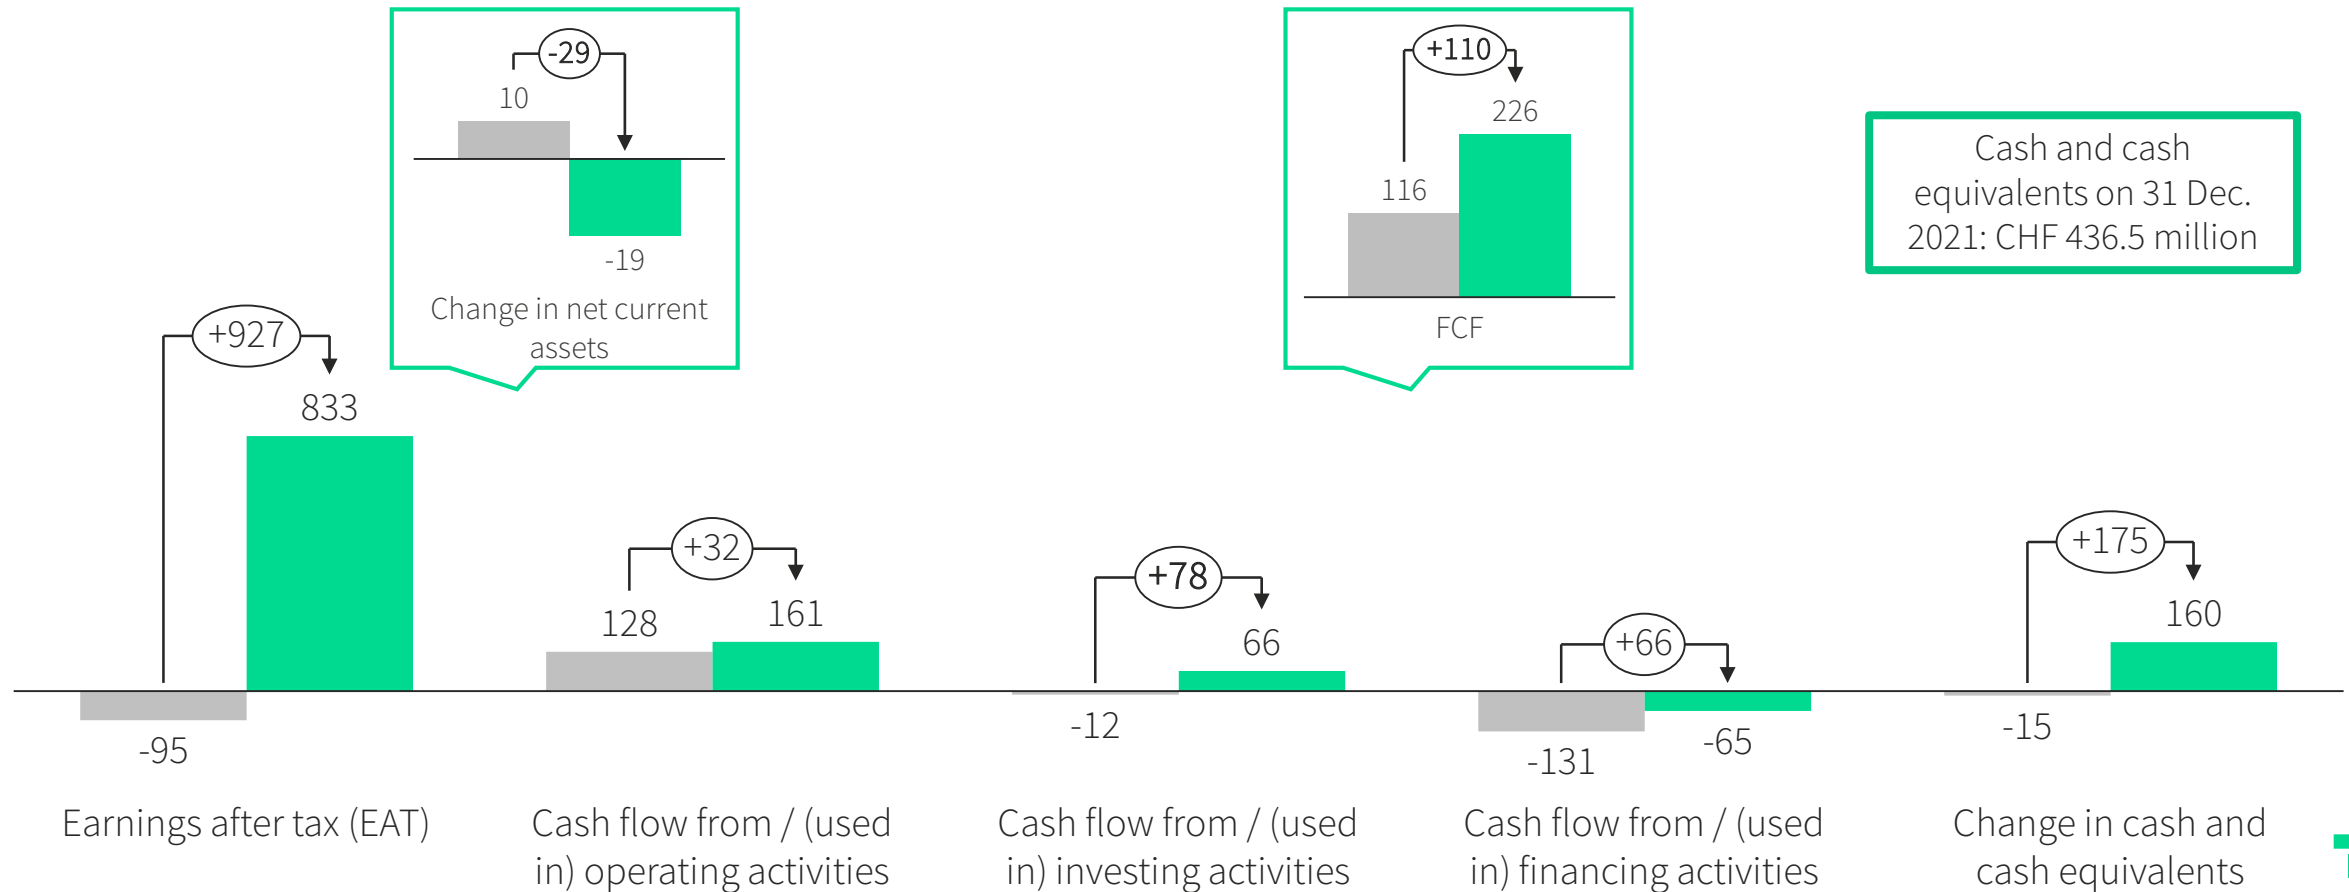 -29
10
-19
Change in net current
assets
+110
226
116
FCF
Cash and cash
equivalents on 31 Dec.
2021: CHF 436.5 million
+927
833
-95
Earnings after tax (EAT)
+32
128
161
Cash flow from / (used
in) operating activities
+78
66
-12
Cash flow from / (used
in) investing activities
+66
-131
-65
Cash flow from / (used
in) financing activities
+175
160
-15
Change in cash and
cash equivalents